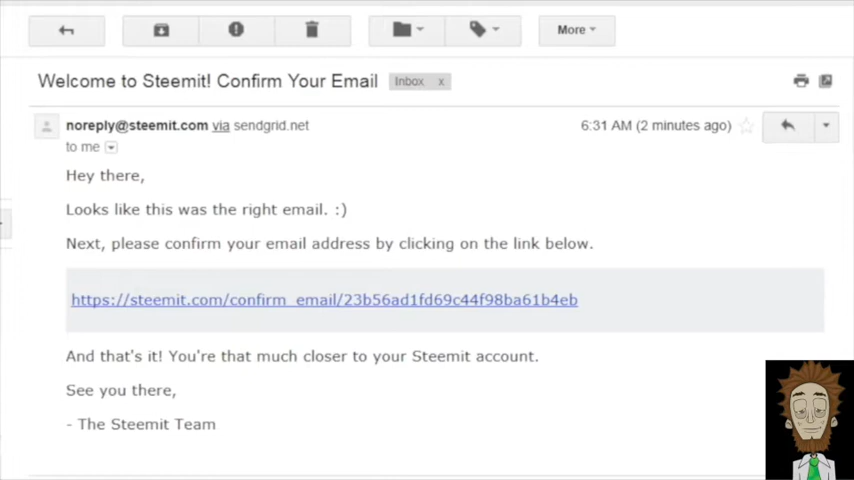 More
Welcome to Steemit! Confirm Your Email Inbox x
noreply@steemit.com via sendgrid.net 6:31 AM (2 minutes ago)
to me
Hey there,
Looks like this was the right email. :)
Next, please confirm your email address by clicking on the link below.
https://steemit.com/confirm_email/23b56ad1fd69c44f98ba61b4eb
And that's it! You're that much closer to your Steemit account.
See you there,
- The Steemit Team